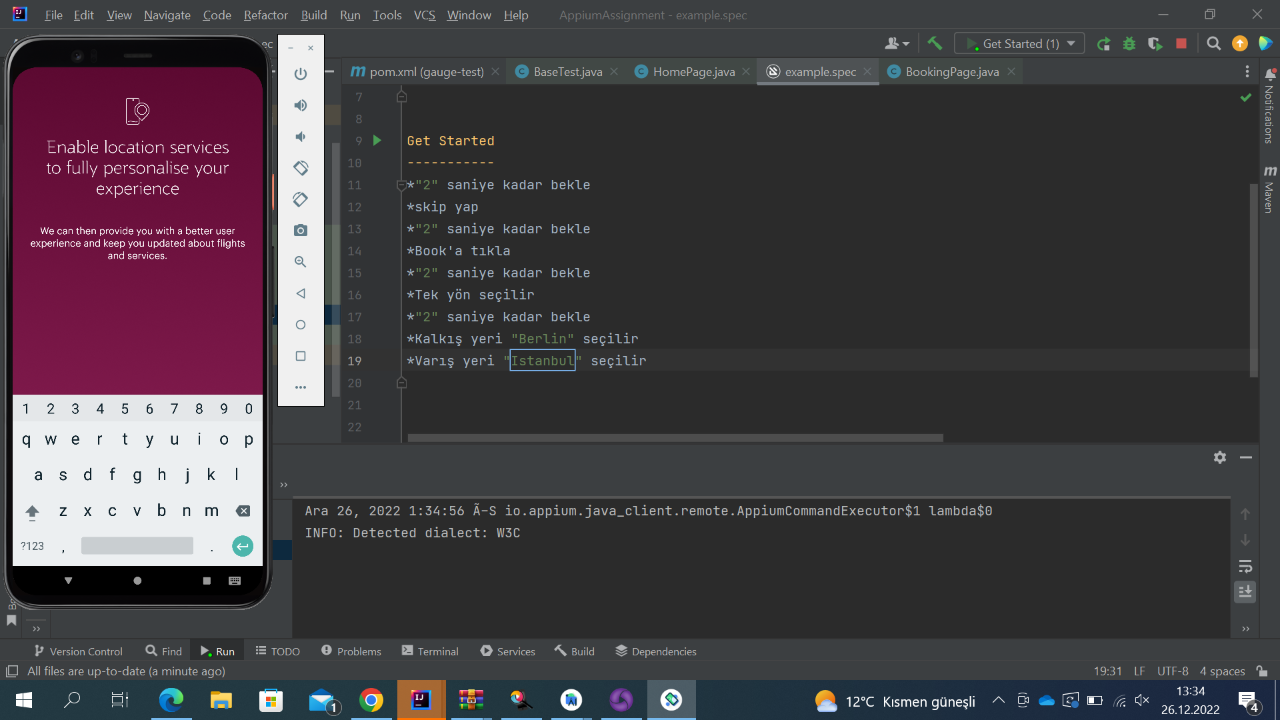 File Edit View Navigate Code Refactor Build Run Tools VCS Window Help AppiumAssignment - example.spec
Get Started (1)
pom.xml (gauge-test) BaseTest.java HomePage.java example.spec BookingPage.java
Notifications
Maven
7
8
9 Get Started
10 -----------
11 *"2" saniye kadar bekle
12 *skip yap
13 *"2" saniye kadar bekle
14 *Book'a tıkla
15 *"2" saniye kadar bekle
16 *Tek yön seçilir
17 *"2" saniye kadar bekle
18 *Kalkış yeri "Berlin" seçilir
19 *Varış yeri "Istanbul" seçilir
20
21
22
Enable location services
to fully personalise your
experience
We can then provide you with a better user
experience and keep you updated about flights
and services.
1 2 3 4 5 6 7 8 9 0
q w e r t y u i o p
a s d f g h j k l
z x c v b n m
?123 , .
Ara 26, 2022 1:34:56 Ã-S io.appium.java_client.remote.AppiumCommandExecutor$1 lambda$0
INFO: Detected dialect: W3C
Version Control Find Run TODO Problems Terminal Services Build Dependencies
All files are up-to-date (a minute ago) 19:31 LF UTF-8 4 spaces
1 12°C Kısmen güneşli 13:34
26.12.2022 4